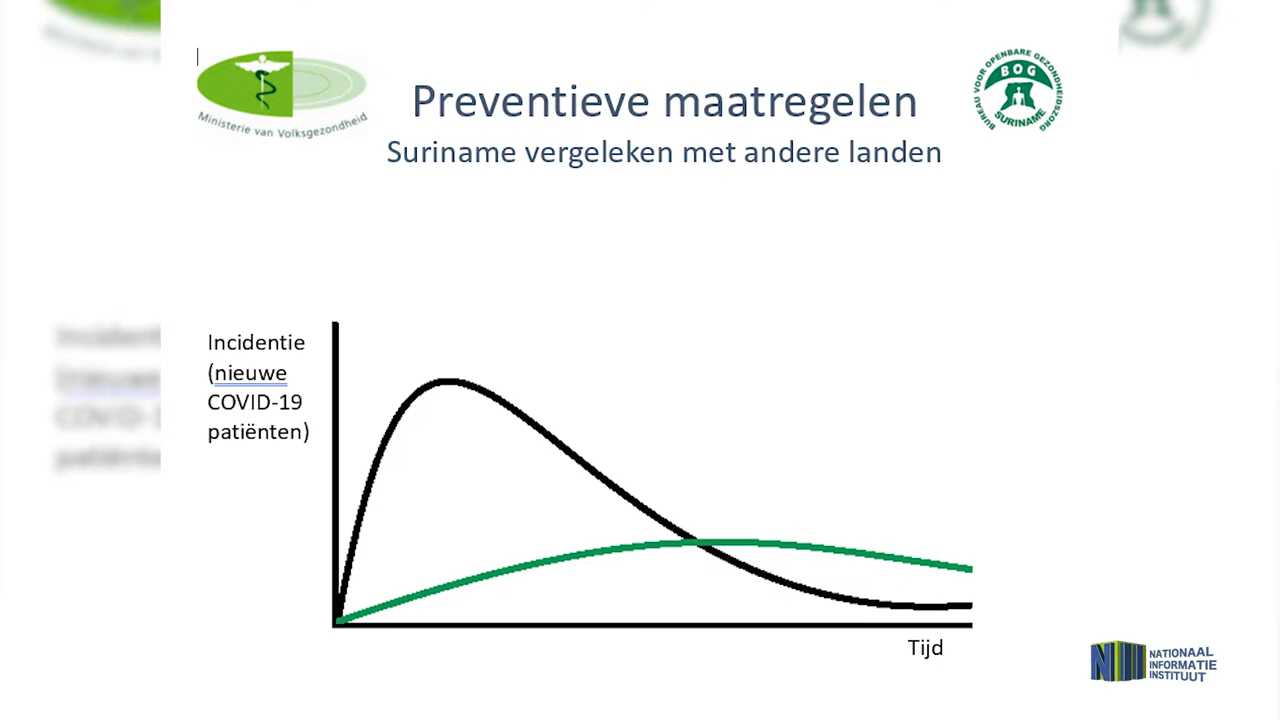 Ministerie van Volksgezondheid
Preventieve maatregelen
Suriname vergeleken met andere landen
BUREAU VOOR OPENBARE GEZONDHEIDSZORG
BOG
SURINAME
Incidentie
(nieuwe
COVID-19
patiënten)
Tijd
NII
NATIONAAL
INFORMATIE
INSTITUUT